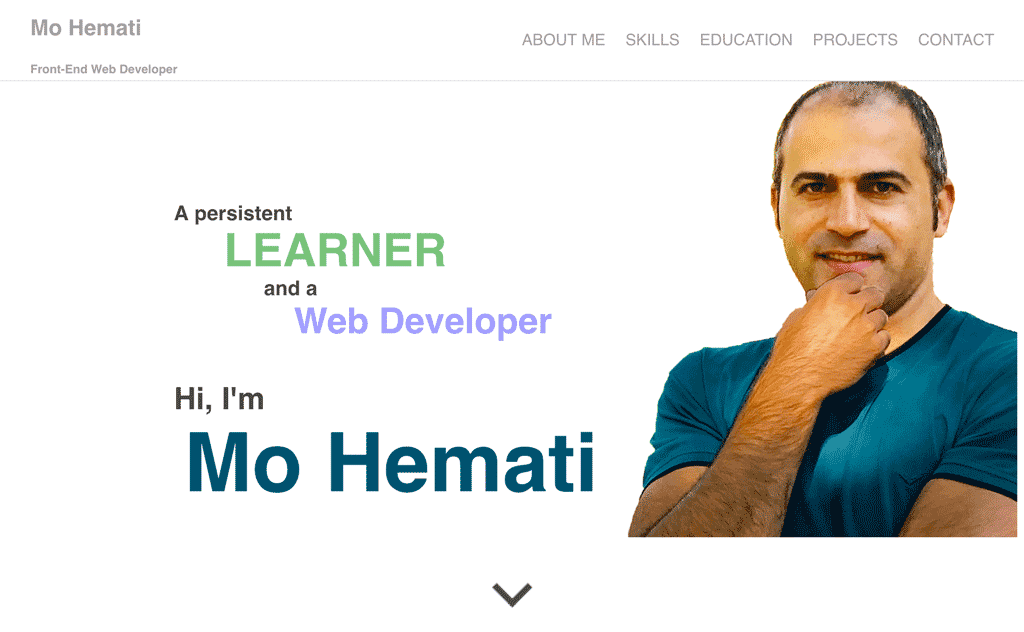 Mo Hemati
Front-End Web Developer
ABOUT ME SKILLS EDUCATION PROJECTS CONTACT
A persistent
LEARNER
and a
Web Developer
Hi, I'm
Mo Hemati